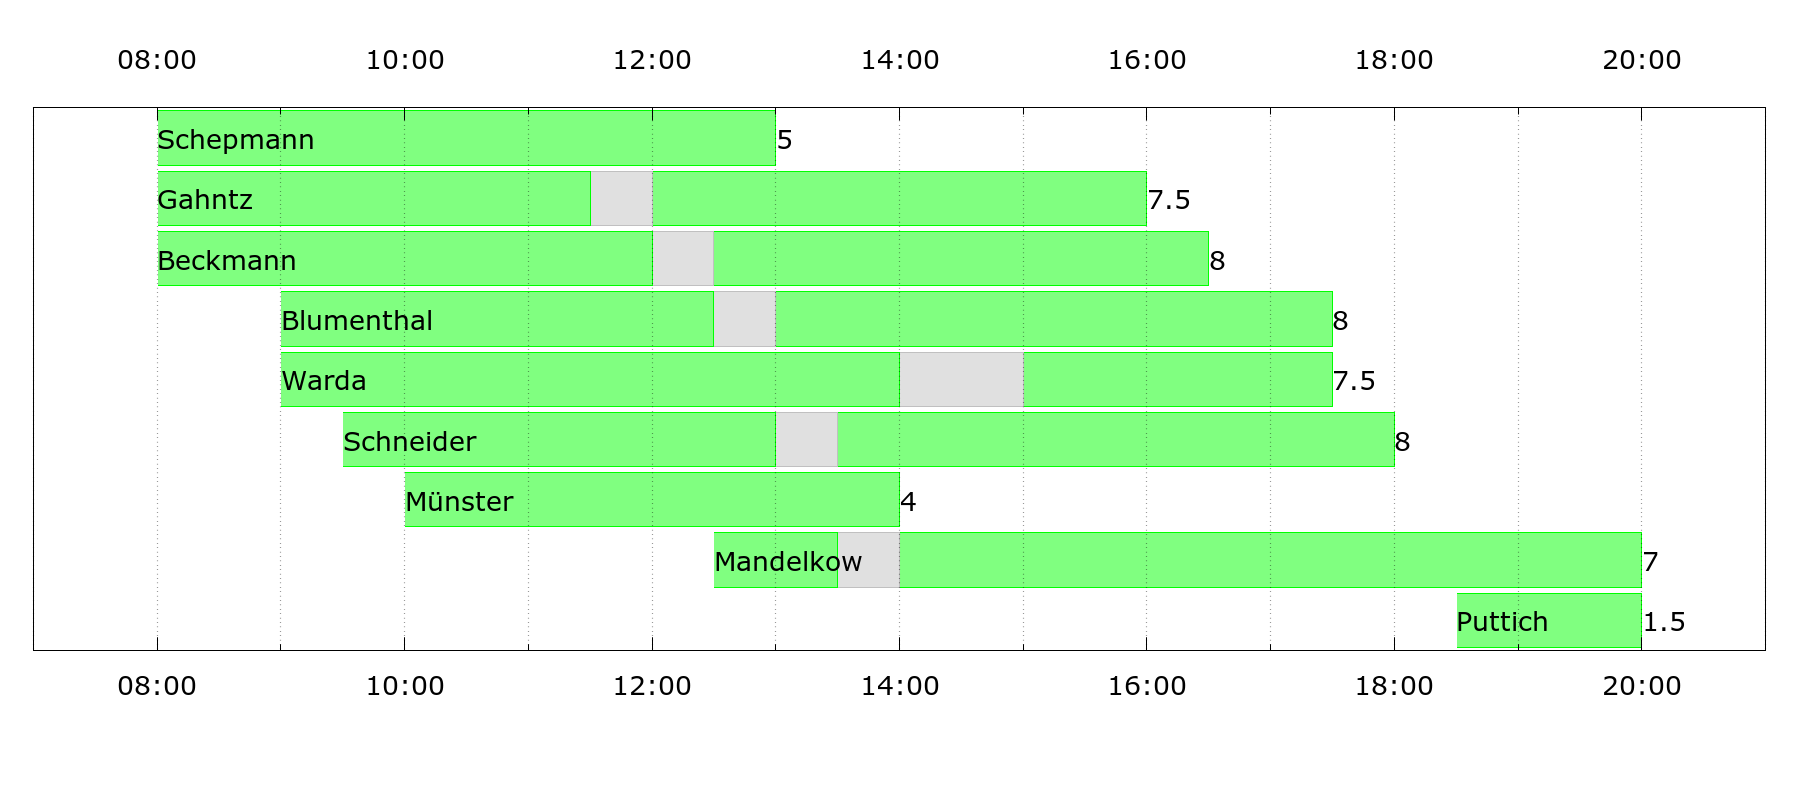 08:00 10:00 12:00 14:00 16:00 18:00 20:00
Schepmann 5
Gahntz 7.5
Beckmann 8
Blumenthal 8
Warda 7.5
Schneider 8
Münster 4
Mandelkow 7
Puttich 1.5
08:00 10:00 12:00 14:00 16:00 18:00 20:00